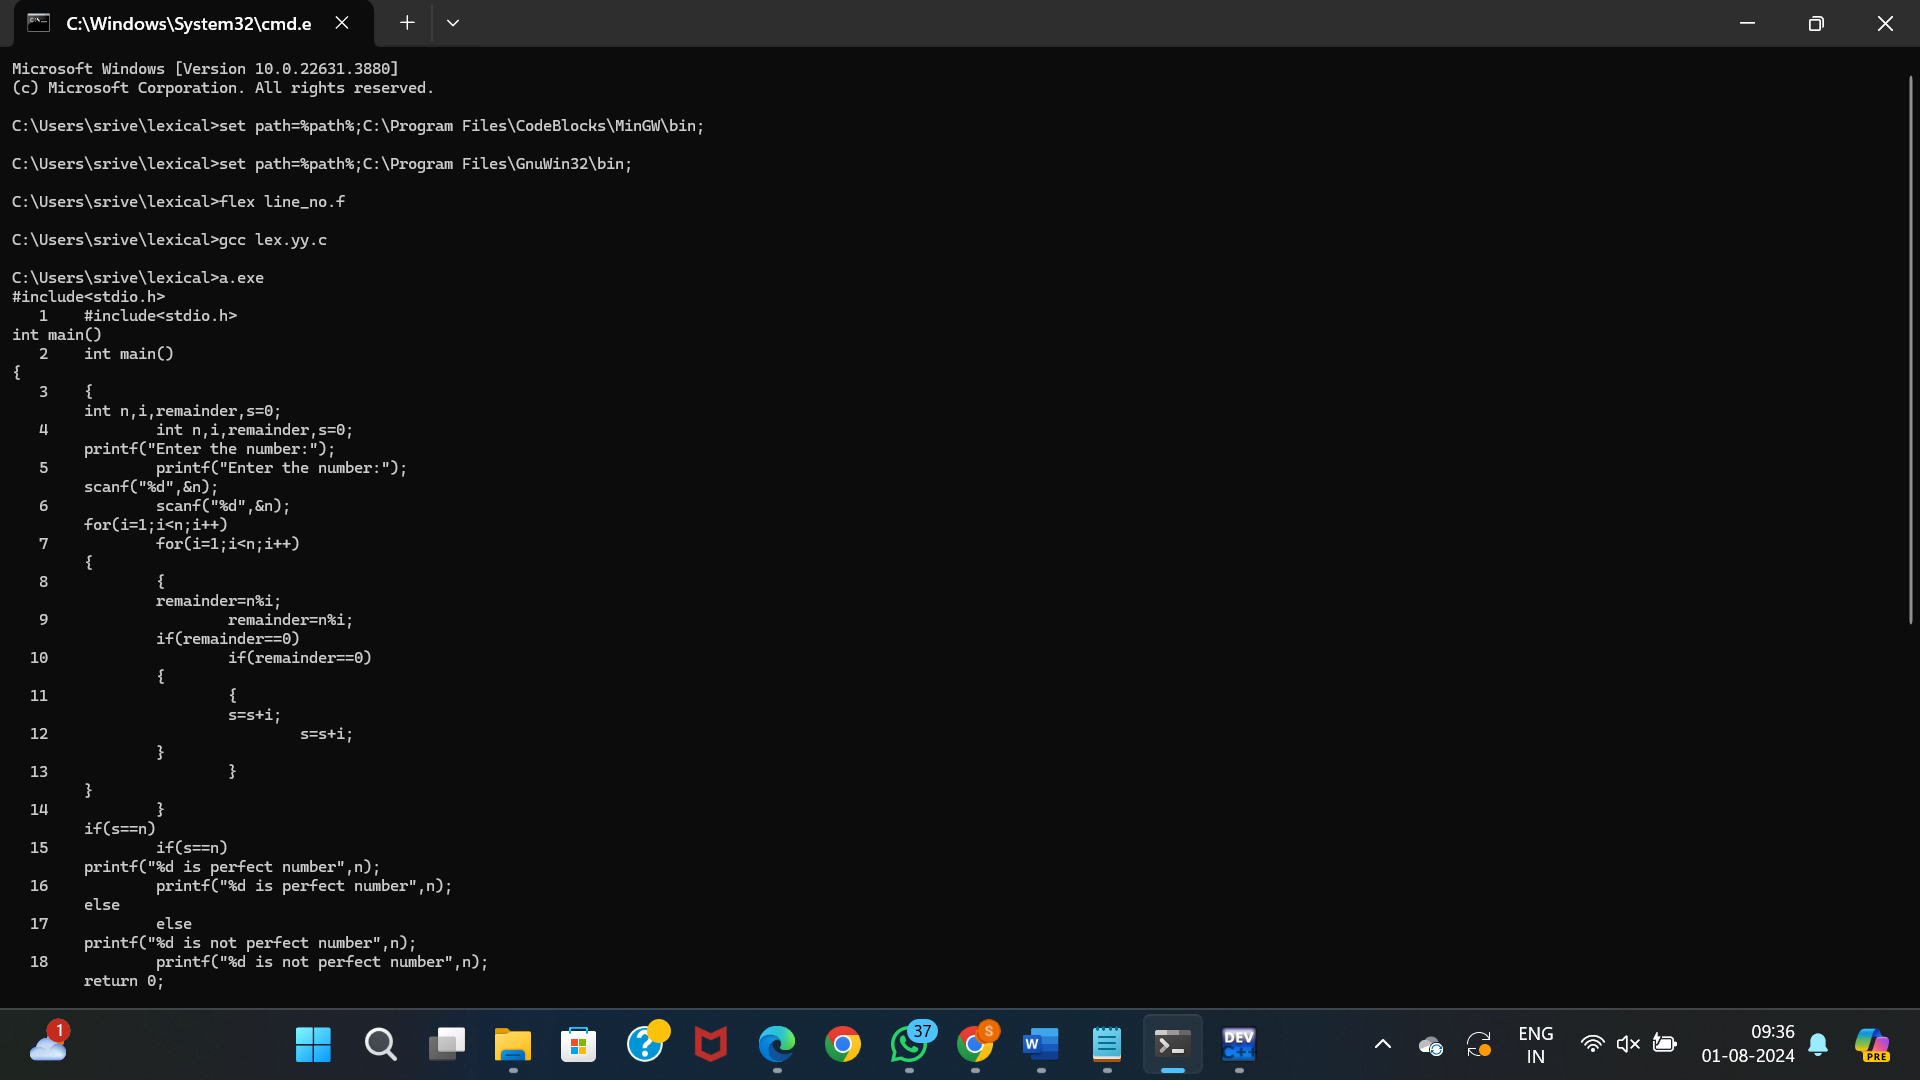 C:\Windows\System32\cmd.e
Microsoft Windows [Version 10.0.22631.3880]
(c) Microsoft Corporation. All rights reserved.
C:\Users\srive\lexical>set path=%path%;C:\Program Files\CodeBlocks\MinGW\bin;
C:\Users\srive\lexical>set path=%path%;C:\Program Files\GnuWin32\bin;
C:\Users\srive\lexical>flex line_no.f
C:\Users\srive\lexical>gcc lex.yy.c
C:\Users\srive\lexical>a.exe
#include<stdio.h>
   1    #include<stdio.h>
int main()
   2    int main()
{
   3    {
        int n,i,remainder,s=0;
   4            int n,i,remainder,s=0;
        printf("Enter the number:");
   5            printf("Enter the number:");
        scanf("%d",&n);
   6            scanf("%d",&n);
        for(i=1;i<n;i++)
   7            for(i=1;i<n;i++)
        {
   8            {
                remainder=n%i;
   9                    remainder=n%i;
                if(remainder==0)
  10                    if(remainder==0)
                {
  11                    {
                        s=s+i;
  12                            s=s+i;
                }
  13                    }
        }
  14            }
        if(s==n)
  15            if(s==n)
        printf("%d is perfect number",n);
  16            printf("%d is perfect number",n);
        else
  17            else
        printf("%d is not perfect number",n);
  18            printf("%d is not perfect number",n);
        return 0;
1
37
S
W
DEV
C++
ENG
IN
09:36
01-08-2024
PRE